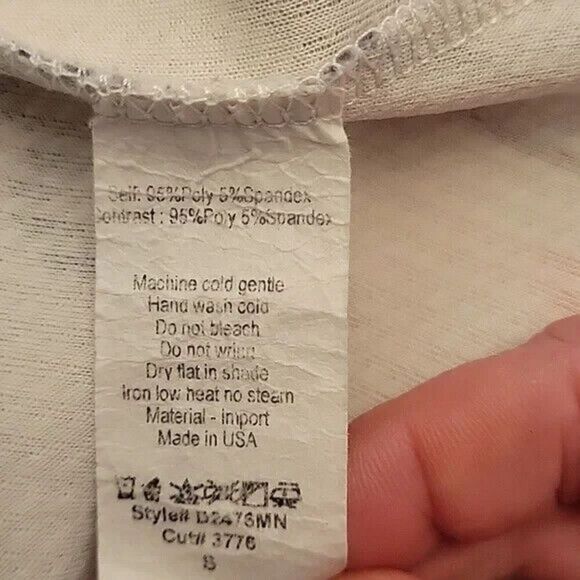 Self: 95%Poly 5%Spandex
Contrast : 95%Poly 5%Spandex
Machine cold gentle
Hand wash cold
Do not bleach
Do not wring
Dry flat in shade
Iron low heat no steam
Material - Import
Made in USA
Style# D2476MN
Cut# 3776
S